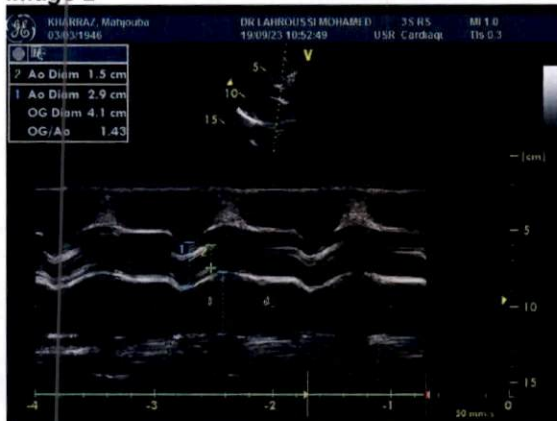 KHARRAZ, Mahjouba DR LAHROUSSI MOHAMED 3S RS MI 1.0
03/03/1946 19/09/23 10:52:49 USR Cardiaqu TIs 0.3
2 Ao Diam 1.5 cm
1 Ao Diam 2.9 cm
OG Diam 4.1 cm
OG/Ao 1.43
V
5
10
15
[cm]
5
10
15
-4 -3 -2 -1 0